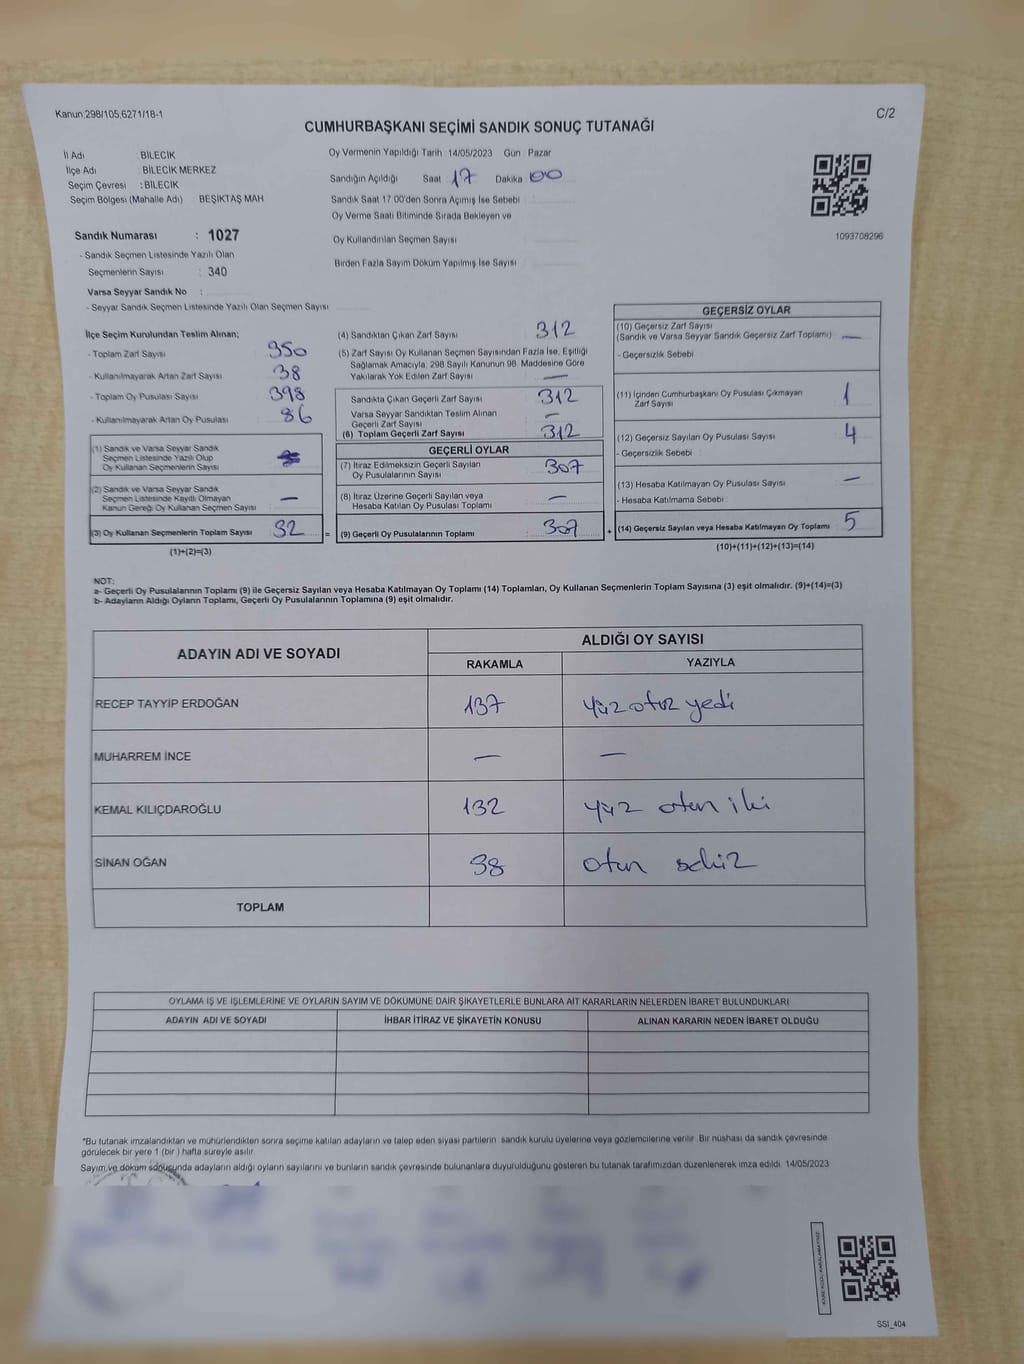 Kanun;298/105,6271/18-1
C/2
CUMHURBAŞKANI SEÇİMİ SANDIK SONUÇ TUTANAĞI
İl Adı : BİLECİK
İlçe Adı : BİLECİK MERKEZ
Seçim Çevresi : BİLECİK
Seçim Bölgesi (Mahalle Adı) BEŞİKTAŞ MAH
Sandık Numarası : 1027
- Sandık Seçmen Listesinde Yazılı Olan
Seçmenlerin Sayısı : 340
Varsa Seyyar Sandık No :
- Seyyar Sandık Seçmen Listesinde Yazılı Olan Seçmen Sayısı
Oy Vermenin Yapıldığı Tarih :14/05/2023 Gün : Pazar
Sandığın Açıldığı Saat 17 Dakika 00
Sandık Saat 17 00'den Sonra Açımış İse Sebebi
Oy Verme Saati Bitiminde Sırada Bekleyen ve
Oy Kullandırılan Seçmen Sayısı
Birden Fazla Sayım Döküm Yapılmış İse Sayısı
1093708296
İlçe Seçim Kurulundan Teslim Alınan;
- Toplam Zarf Sayısı : 350
- Kullanılmayarak Artan Zarf Sayısı : 38
- Toplam Oy Pusulası Sayısı : 398
- Kullanılmayarak Artan Oy Pusulası : 86
(1) Sandık ve Varsa Seyyar Sandık
Seçmen Listesinde Yazılı Olup
Oy Kullanan Seçmenlerin Sayısı
(2) Sandık ve Varsa Seyyar Sandık
Seçmen Listesinde Kayıtlı Olmayan
Kanun Gereği Oy Kullanan Seçmen Sayısı —
(3) Oy Kullanan Seçmenlerin Toplam Sayısı
(1)+(2)=(3)
(4) Sandıktan Çıkan Zarf Sayısı 312
(5) Zarf Sayısı Oy Kullanan Seçmen Sayısından Fazla İse, Eşitliği
Sağlamak Amacıyla, 298 Sayılı Kanunun 98. Maddesine Göre
Yakılarak Yok Edilen Zarf Sayısı —
Sandıkta Çıkan Geçerli Zarf Sayısı 312
Varsa Seyyar Sandıktan Teslim Alınan
Geçerli Zarf Sayısı —
(6) Toplam Geçerli Zarf Sayısı 312
GEÇERLİ OYLAR
(7) İtiraz Edilmeksizin Geçerli Sayılan
Oy Pusulalarının Sayısı 307
(8) İtiraz Üzerine Geçerli Sayılan veya
Hesaba Katılan Oy Pusulası Toplamı —
= (9) Geçerli Oy Pusulalarının Toplamı 307 +
GEÇERSİZ OYLAR
(10) Geçersiz Zarf Sayısı
(Sandık ve Varsa Seyyar Sandık Geçersiz Zarf Toplamı) —
- Geçersizlik Sebebi
(11) İçinden Cumhurbaşkanı Oy Pusulası Çıkmayan
Zarf Sayısı 1
(12) Geçersiz Sayılan Oy Pusulası Sayısı 4
- Geçersizlik Sebebi
(13) Hesaba Katılmayan Oy Pusulası Sayısı —
- Hesaba Katılmama Sebebi
(14) Geçersiz Sayılan veya Hesaba Katılmayan Oy Toplamı 5
(10)+(11)+(12)+(13)=(14)
NOT:
a- Geçerli Oy Pusulalarının Toplamı (9) ile Geçersiz Sayılan veya Hesaba Katılmayan Oy Toplamı (14) Toplamları, Oy Kullanan Seçmenlerin Toplam Sayısına (3) eşit olmalıdır. (9)+(14)=(3)
b- Adayların Aldığı Oyların Toplamı, Geçerli Oy Pusulalarının Toplamına (9) eşit olmalıdır.
ADAYIN ADI VE SOYADI
ALDIĞI OY SAYISI
RAKAMLA YAZIYLA
RECEP TAYYİP ERDOĞAN 137 yüz otuz yedi
MUHARREM İNCE — —
KEMAL KILIÇDAROĞLU 132 yüz otuz iki
SİNAN OĞAN 38 otuz sekiz
TOPLAM
OYLAMA İŞ VE İŞLEMLERİNE VE OYLARIN SAYIM VE DÖKÜMÜNE DAİR ŞİKAYETLERLE BUNLARA AİT KARARLARIN NELERDEN İBARET BULUNDUKLARI
ADAYIN ADI VE SOYADI İHBAR İTİRAZ VE ŞİKAYETİN KONUSU ALINAN KARARIN NEDEN İBARET OLDUĞU
*Bu tutanak imzalandıktan ve mühürlendikten sonra seçime katılan adayların ve talep eden siyasi partilerin sandık kurulu üyelerine veya gözlemcilerine verilir. Bir nüshası da sandık çevresinde
görülecek bir yere 1 (bir ) hafta süreyle asılır.
Sayım ve döküm sonucunda adayların aldığı oyların sayılarını ve bunların sandık çevresinde bulunanlara duyurulduğunu gösteren bu tutanak tarafımızdan düzenlenerek imza edildi. 14/05/2023
SSI_404